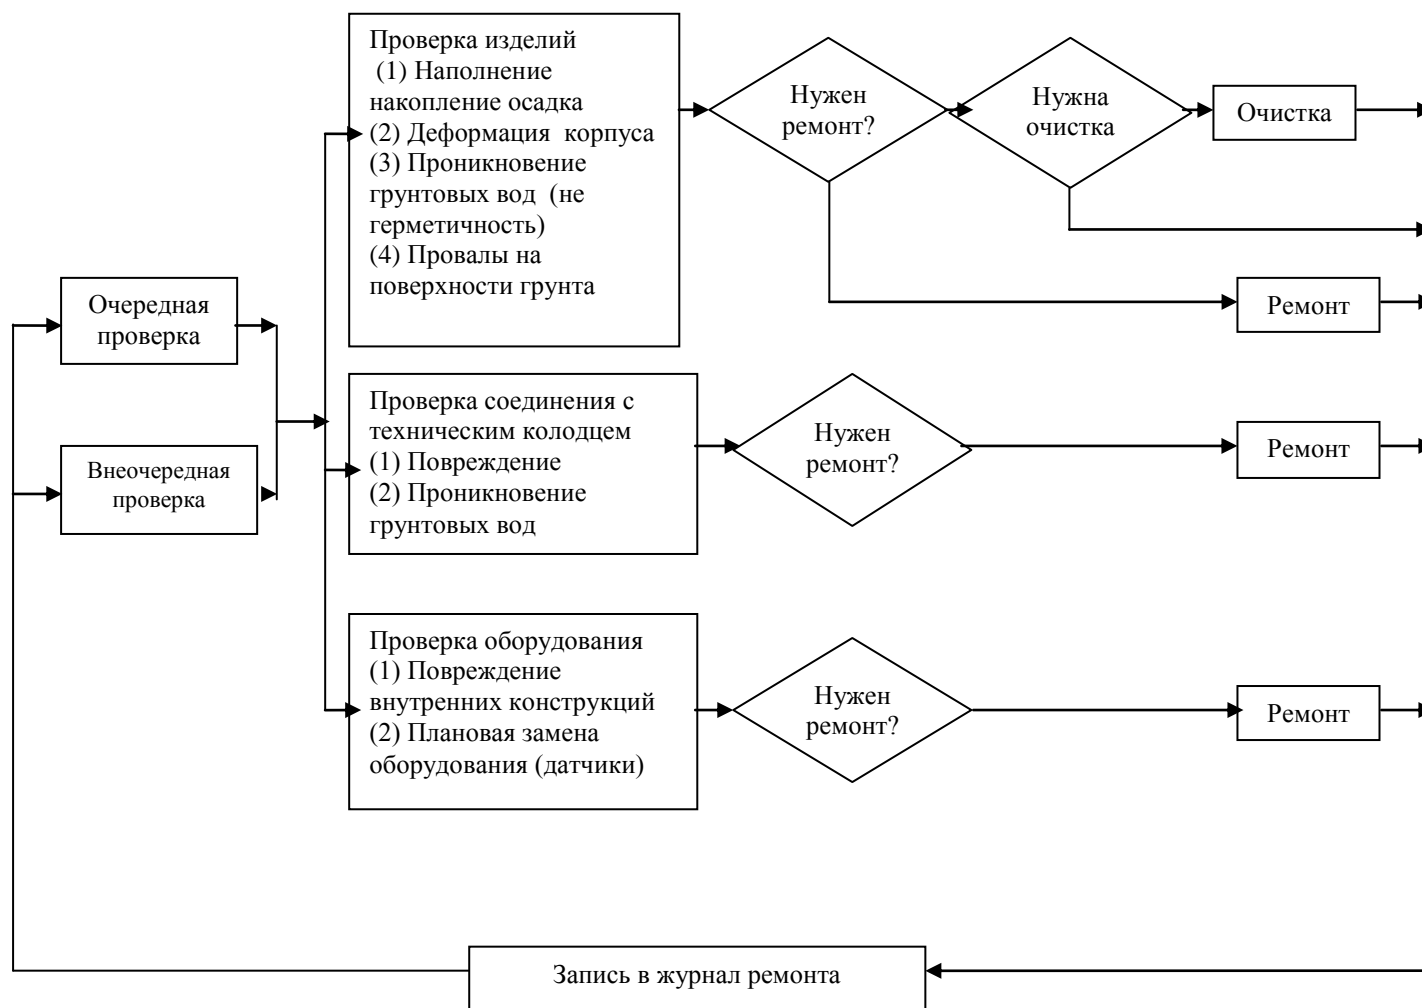 Проверка изделий
(1) Наполнение
накопление осадка
(2) Деформация корпуса
(3) Проникновение
грунтовых вод (не
герметичность)
(4) Провалы на
поверхности грунта
Нужен
ремонт?
Нужна
очистка
Очистка
Ремонт
Очередная
проверка
Внеочередная
проверка
Проверка соединения с
техническим колодцем
(1) Повреждение
(2) Проникновение
грунтовых вод
Нужен
ремонт?
Ремонт
Проверка оборудования
(1) Повреждение
внутренних конструкций
(2) Плановая замена
оборудования (датчики)
Нужен
ремонт?
Ремонт
Запись в журнал ремонта